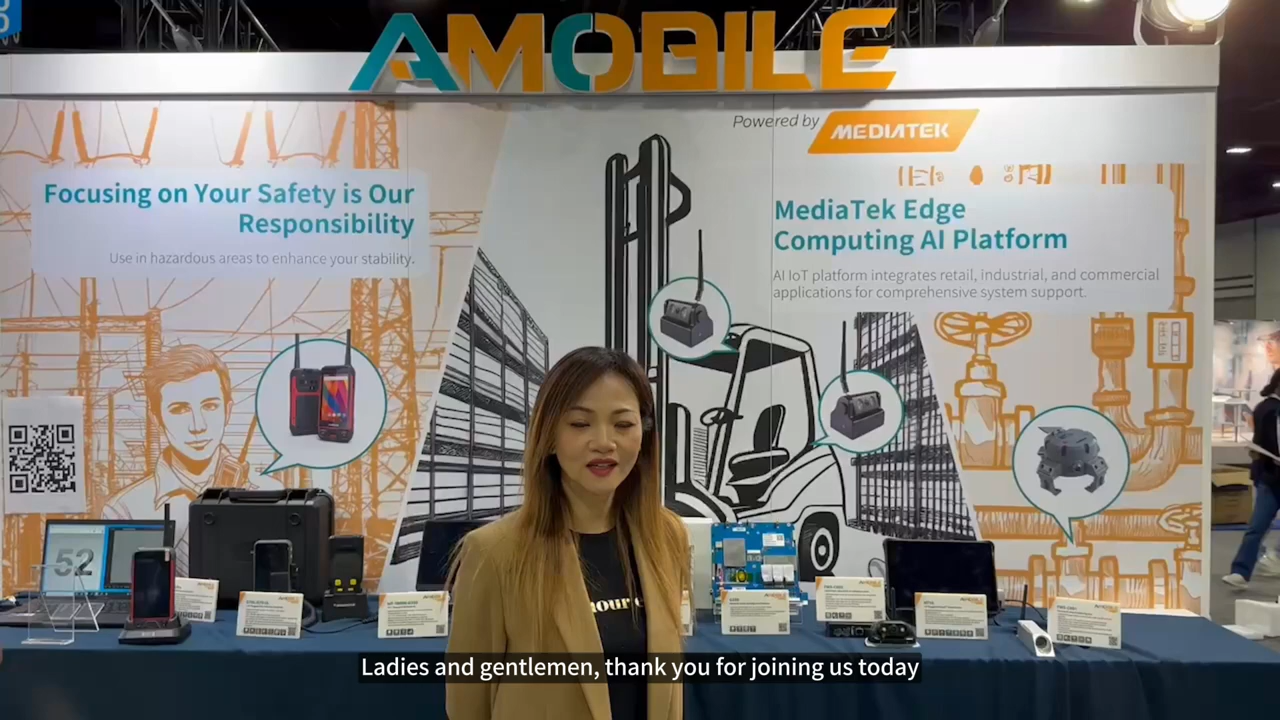 AMOBILE
Powered by MEDIATEK
Focusing on Your Safety is Our
Responsibility
Use in hazardous areas to enhance your stability.
MediaTek Edge
Computing AI Platform
AI IoT platform integrates retail, industrial, and commercial
applications for comprehensive system support.
52
Ladies and gentlemen, thank you for joining us today